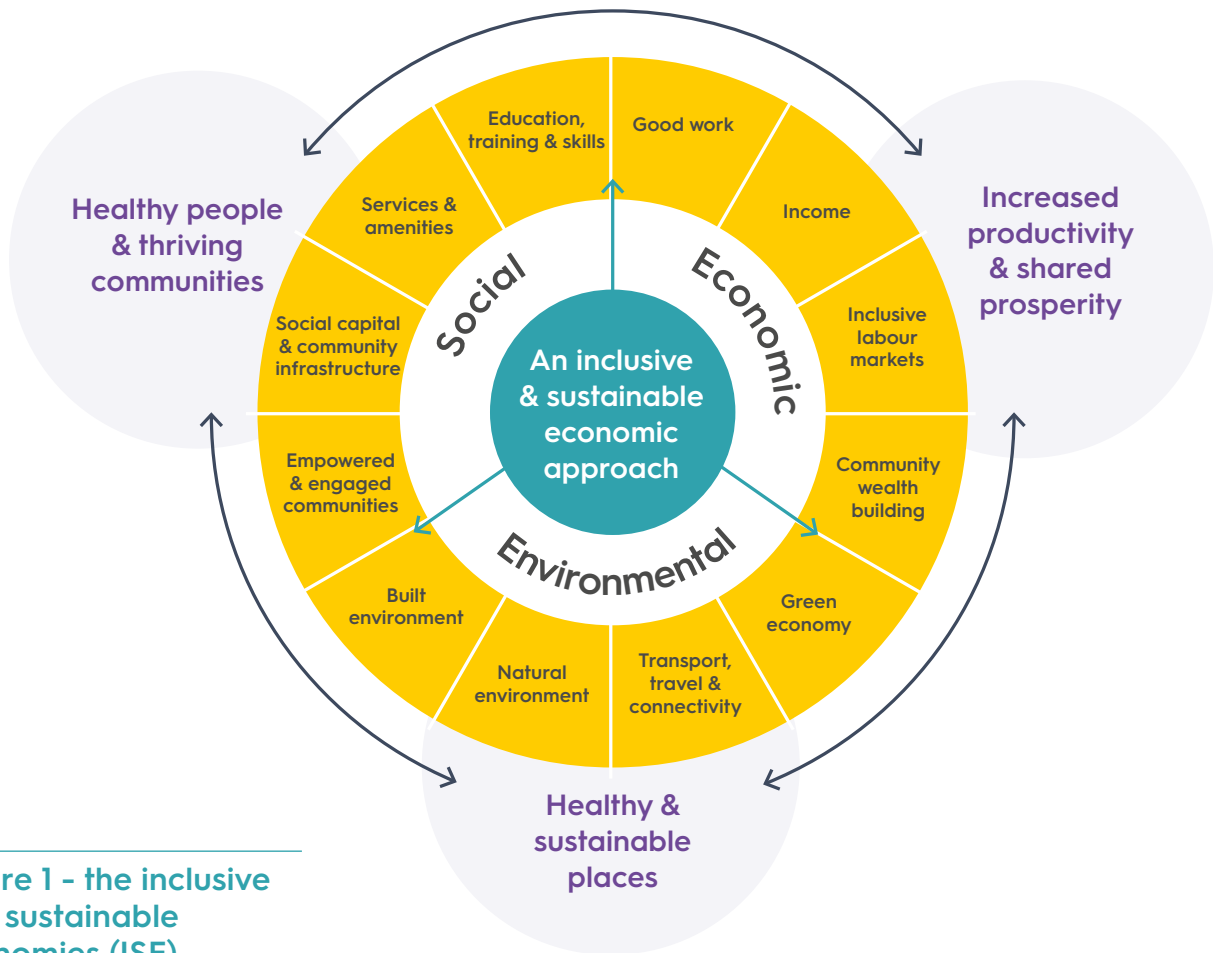 Education,
training & skills
Good work
Services &
amenities
Income
Healthy people
& thriving
communities
Increased
productivity
& shared
prosperity
Social
Economic
Social capital
& community
infrastructure
Inclusive
labour
markets
An inclusive
& sustainable
economic
approach
Empowered
& engaged
communities
Community
wealth
building
Environmental
Built
environment
Green
economy
Natural
environment
Transport,
travel &
connectivity
Healthy &
sustainable
places
re 1 - the inclusive
sustainable
nomies (ISE)